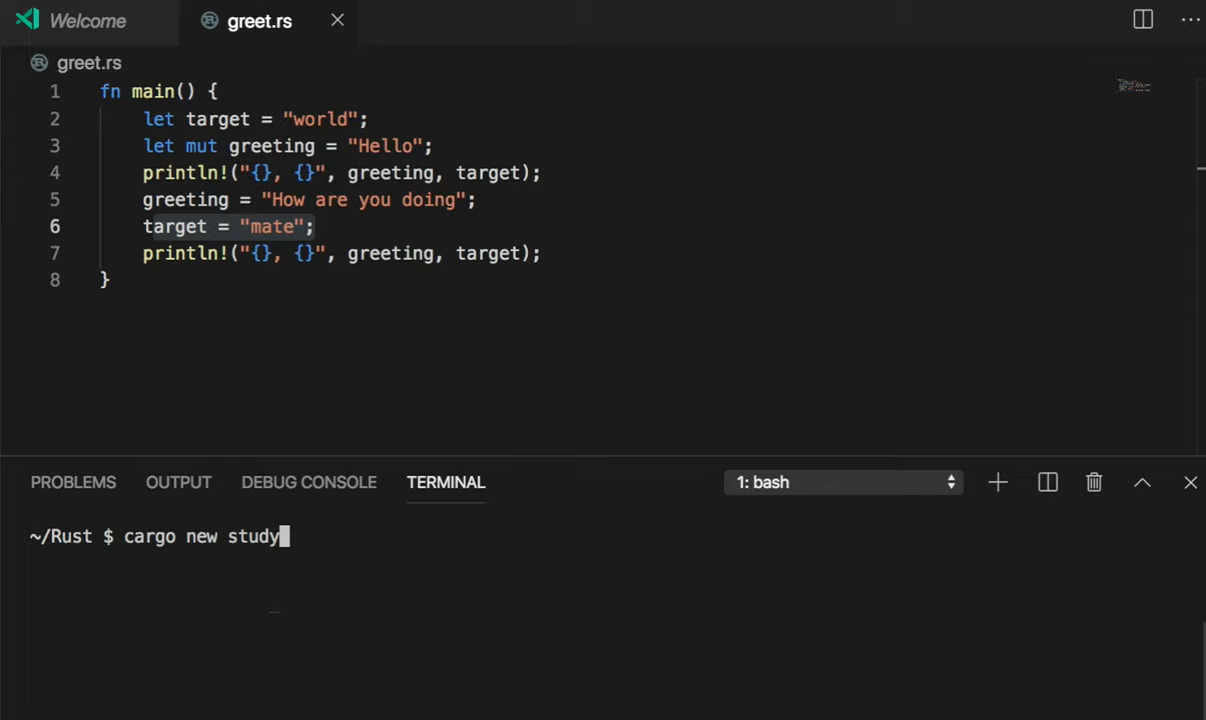 Welcome greet.rs
greet.rs
1 fn main() {
2 let target = "world";
3 let mut greeting = "Hello";
4 println!("{}, {}", greeting, target);
5 greeting = "How are you doing";
6 target = "mate";
7 println!("{}, {}", greeting, target);
8 }
PROBLEMS OUTPUT DEBUG CONSOLE TERMINAL 1: bash
~/Rust $ cargo new study